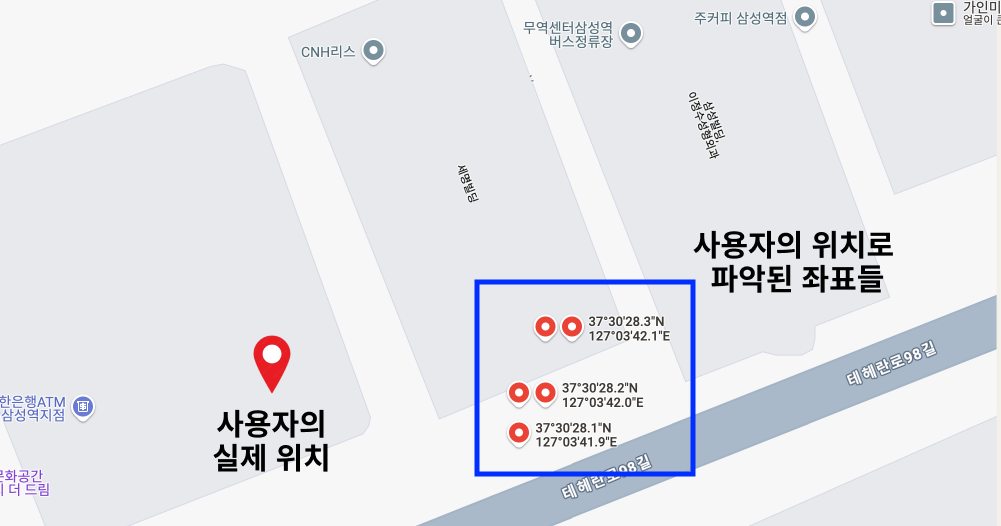 무역센터삼성역
버스정류장
주커피 삼성역점
가인미
얼굴이 큰
CNH리스
삼성빌딩,
이정수성형외과
세명빌딩
사용자의 위치로
파악된 좌표들
37°30'28.3"N
127°03'42.1"E
37°30'28.2"N
127°03'42.0"E
37°30'28.1"N
127°03'41.9"E
테헤란로98길
테헤란로98길
한은행ATM
삼성역지점
사용자의
실제 위치
문화공간
더 드림